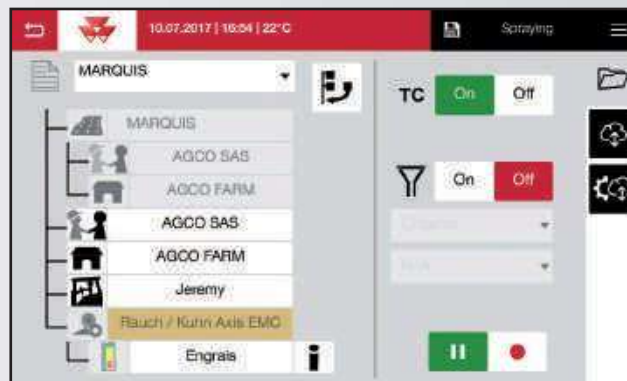 10.07.2017 | 16:54 | 22°C
Spraying
MARQUIS
MARQUIS
AGCO SAS
AGCO FARM
AGCO SAS
AGCO FARM
Jeremy
Rauch / Kuhn Axis EMC
Engrais
TC On Off
On Off